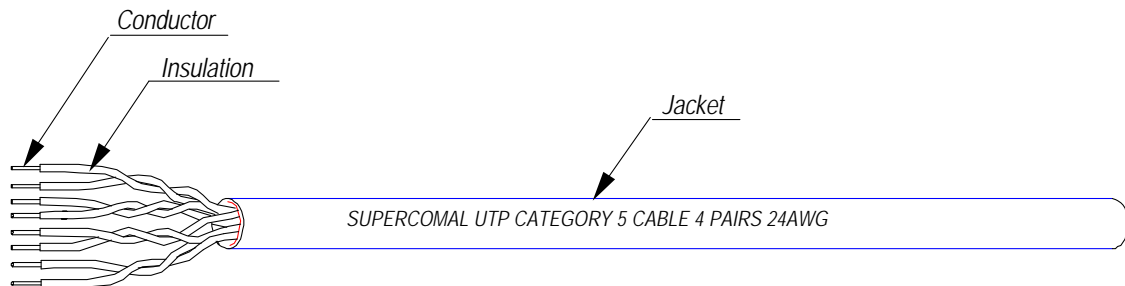 Conductor
Insulation
Jacket
SUPERCOMAL UTP CATEGORY 5 CABLE 4 PAIRS 24AWG